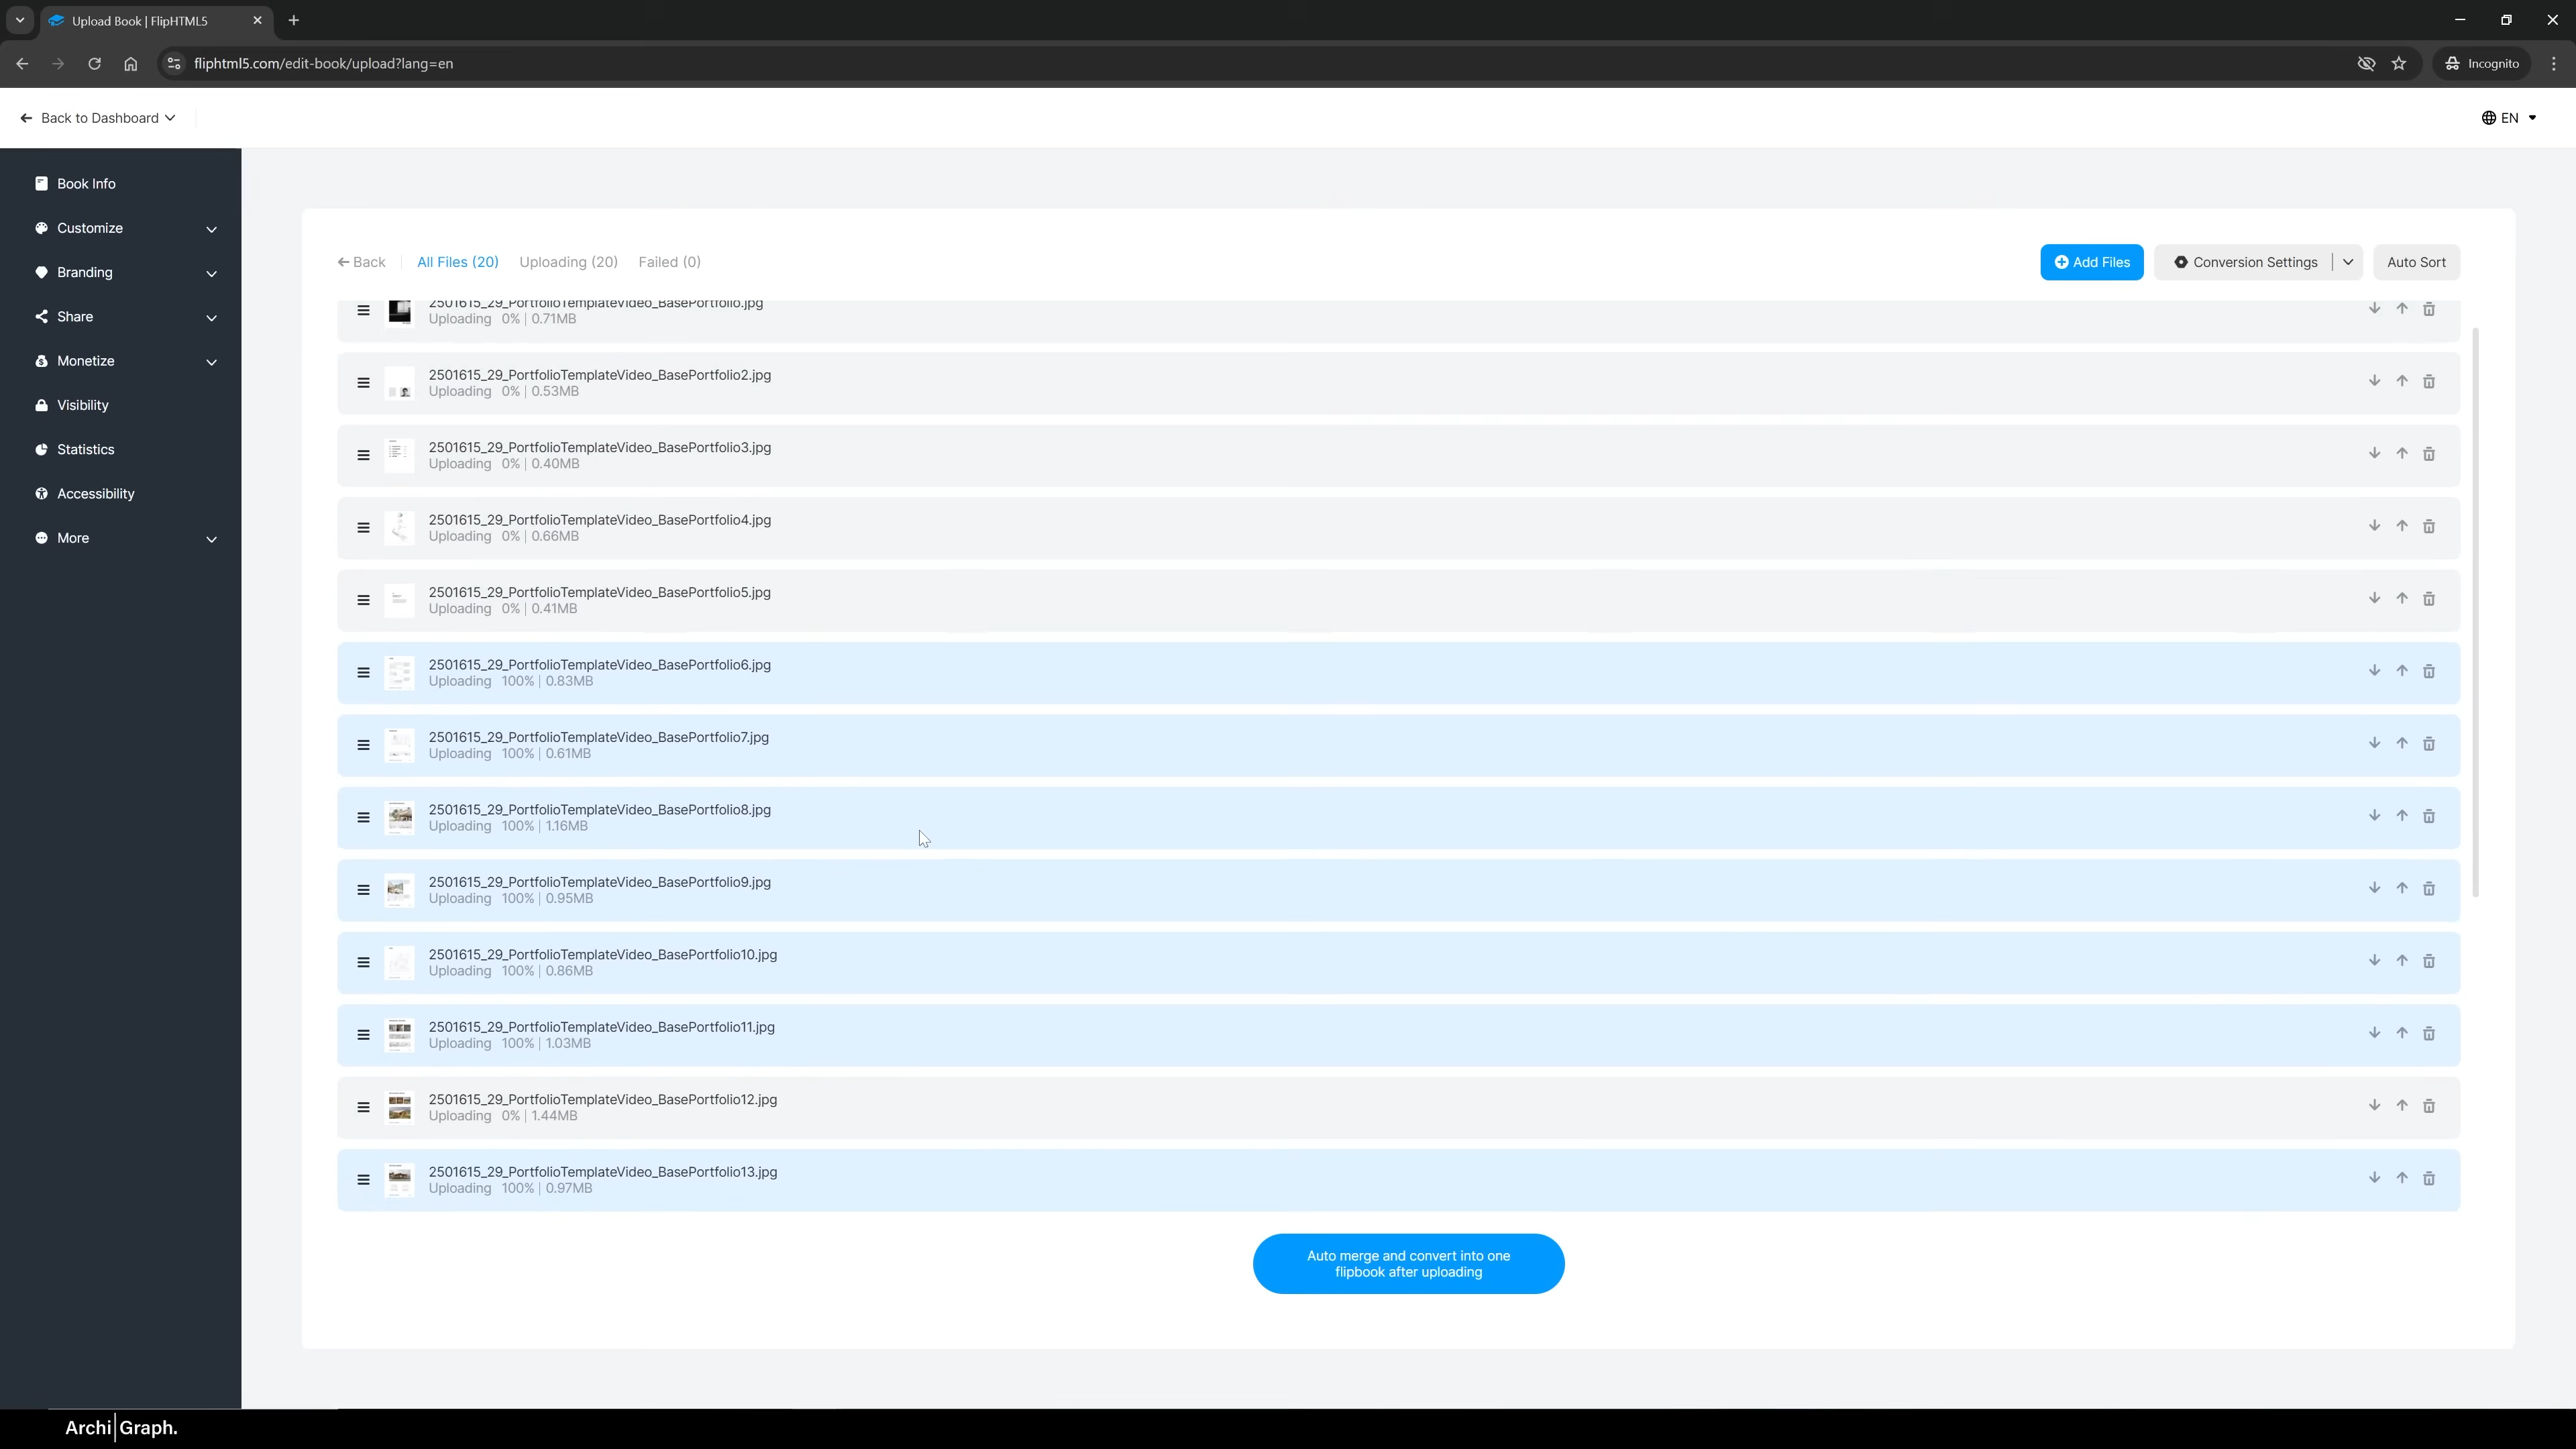 Upload Book | FlipHTML5
fliphtml5.com/edit-book/upload?lang=en
Incognito
Back to Dashboard
EN
Book Info
Customize
Branding
Share
Monetize
Visibility
Statistics
Accessibility
More
Back
All Files (20)
Uploading (20)
Failed (0)
Add Files
Conversion Settings
Auto Sort
2501615_29_PortfolioTemplateVideo_BasePortfolio.jpg
Uploading 0% | 0.71MB
2501615_29_PortfolioTemplateVideo_BasePortfolio2.jpg
Uploading 0% | 0.53MB
2501615_29_PortfolioTemplateVideo_BasePortfolio3.jpg
Uploading 0% | 0.40MB
2501615_29_PortfolioTemplateVideo_BasePortfolio4.jpg
Uploading 0% | 0.66MB
2501615_29_PortfolioTemplateVideo_BasePortfolio5.jpg
Uploading 0% | 0.41MB
2501615_29_PortfolioTemplateVideo_BasePortfolio6.jpg
Uploading 100% | 0.83MB
2501615_29_PortfolioTemplateVideo_BasePortfolio7.jpg
Uploading 100% | 0.61MB
2501615_29_PortfolioTemplateVideo_BasePortfolio8.jpg
Uploading 100% | 1.16MB
2501615_29_PortfolioTemplateVideo_BasePortfolio9.jpg
Uploading 100% | 0.95MB
2501615_29_PortfolioTemplateVideo_BasePortfolio10.jpg
Uploading 100% | 0.86MB
2501615_29_PortfolioTemplateVideo_BasePortfolio11.jpg
Uploading 100% | 1.03MB
2501615_29_PortfolioTemplateVideo_BasePortfolio12.jpg
Uploading 0% | 1.44MB
2501615_29_PortfolioTemplateVideo_BasePortfolio13.jpg
Uploading 100% | 0.97MB
Auto merge and convert into one
flipbook after uploading
Archi|Graph.